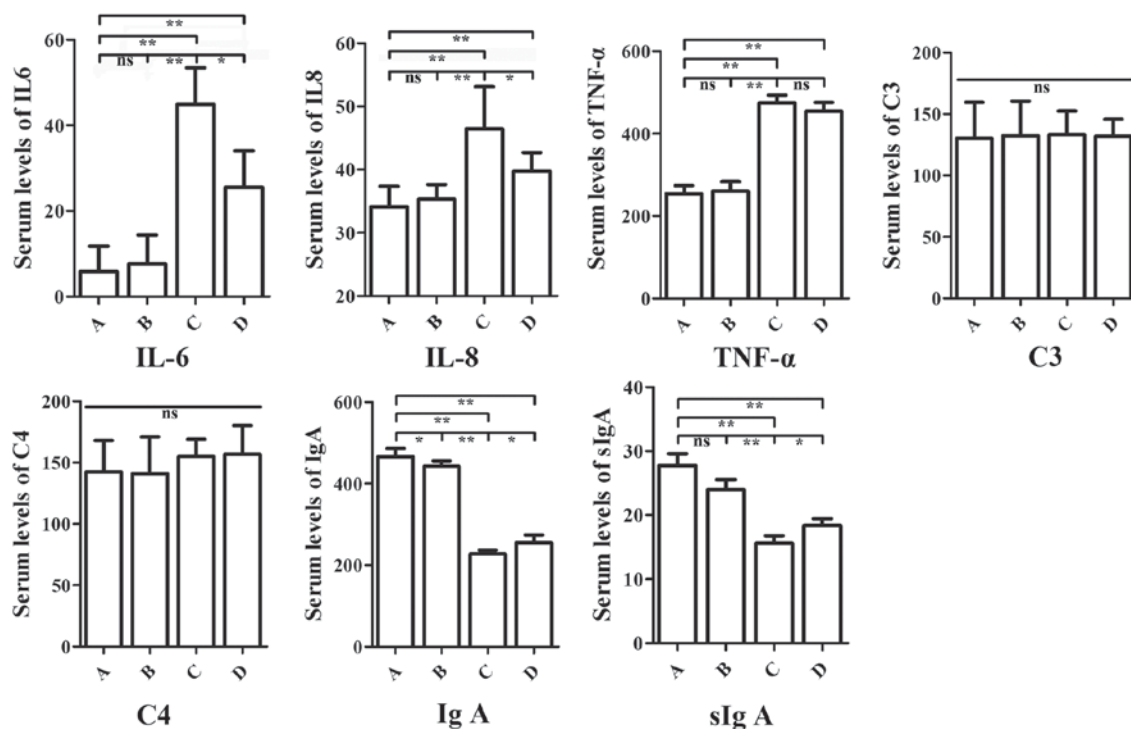 **
**
ns ** *
60
40
20
0
Serum levels of IL6
A B C D
IL-6
**
**
ns ** *
60
50
40
30
20
Serum levels of IL8
A B C D
IL-8
**
**
ns ** ns
600
400
200
0
Serum levels of TNF-α
A B C D
TNF-α
ns
200
150
100
50
0
Serum levels of C3
A B C D
C3
ns
200
150
100
50
0
Serum levels of C4
A B C D
C4
**
**
* ** *
600
400
200
0
Serum levels of IgA
A B C D
Ig A
**
**
ns ** *
40
30
20
10
0
Serum levels of sIgA
A B C D
sIg A